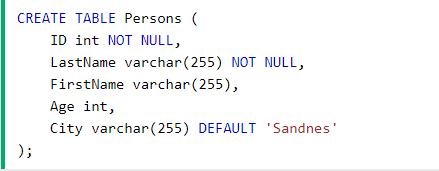 CREATE TABLE Persons (
    ID int NOT NULL,
    LastName varchar(255) NOT NULL,
    FirstName varchar(255),
    Age int,
    City varchar(255) DEFAULT 'Sandnes'
);